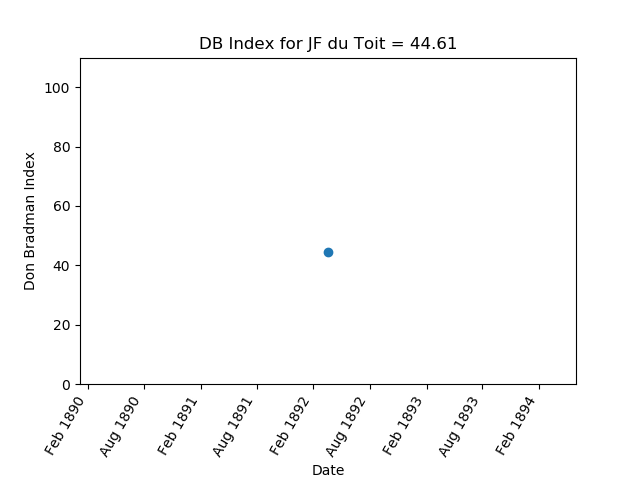 DB Index for JF du Toit = 44.61
100
80
60
40
20
0
Don Bradman Index
Feb 1890
Aug 1890
Feb 1891
Aug 1891
Feb 1892
Aug 1892
Feb 1893
Aug 1893
Feb 1894
Date